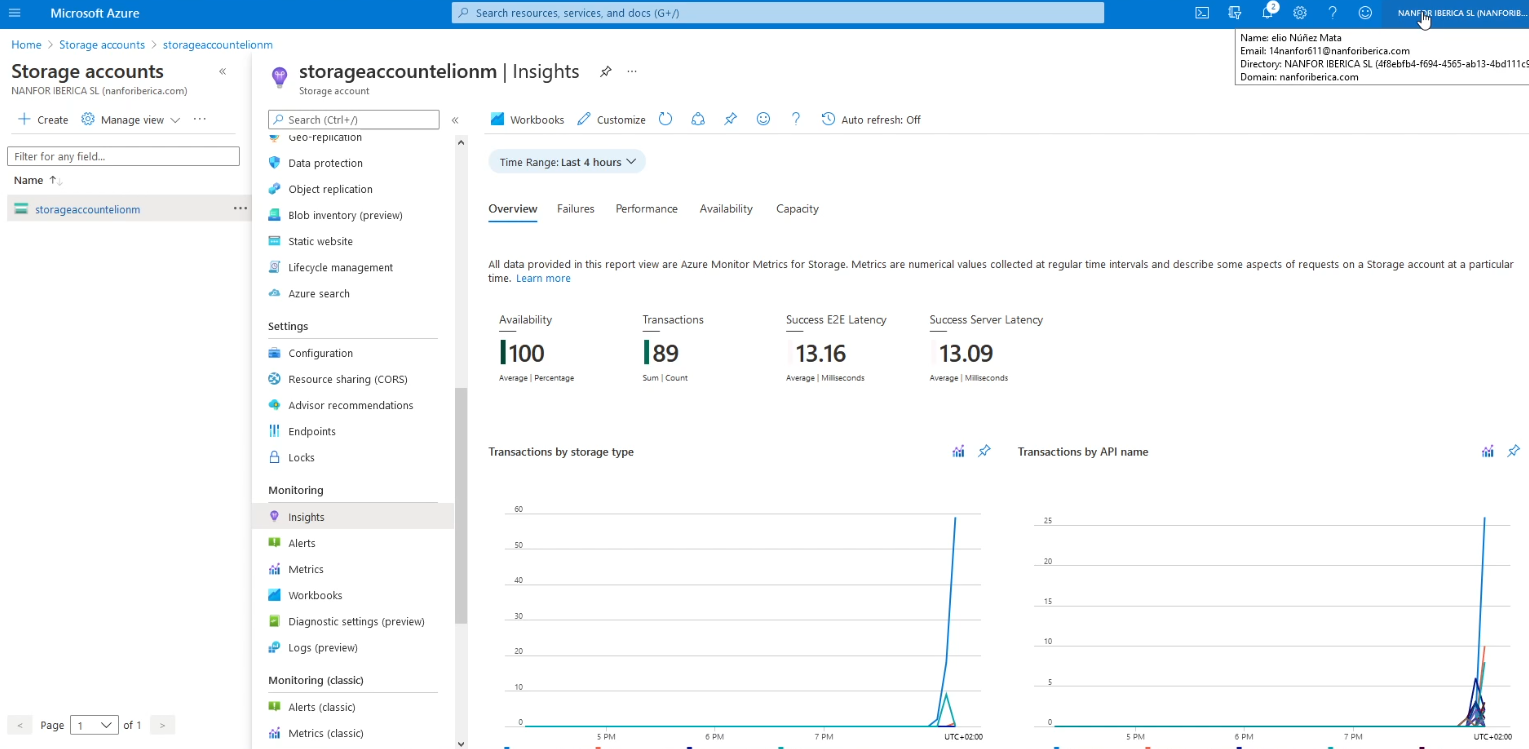 Microsoft Azure
Search resources, services, and docs (G+/)
2
NANFOR IBERICA SL (NANFORIB...
Name: elio Núñez Mata
Email: 14nanfor611@nanforiberica.com
Directory: NANFOR IBERICA SL (4f8ebfb4-f694-4565-ab13-4bd111c9
Domain: nanforiberica.com
Home > Storage accounts > storageaccountelionm
Storage accounts «
NANFOR IBERICA SL (nanforiberica.com)
+ Create Manage view ···
Filter for any field...
Name ↑↓
storageaccountelionm ···
< Page 1 of 1 >
storageaccountelionm | Insights ···
Storage account
Search (Ctrl+/) «
Geo-replication
Data protection
Object replication
Blob inventory (preview)
Static website
Lifecycle management
Azure search
Settings
Configuration
Resource sharing (CORS)
Advisor recommendations
Endpoints
Locks
Monitoring
Insights
Alerts
Metrics
Workbooks
Diagnostic settings (preview)
Logs (preview)
Monitoring (classic)
Alerts (classic)
Metrics (classic)
Workbooks Customize ? Auto refresh: Off
Time Range: Last 4 hours
Overview Failures Performance Availability Capacity
All data provided in this report view are Azure Monitor Metrics for Storage. Metrics are numerical values collected at regular time intervals and describe some aspects of requests on a Storage account at a particular
time. Learn more
Availability
100
Average | Percentage
Transactions
89
Sum | Count
Success E2E Latency
13.16
Average | Milliseconds
Success Server Latency
13.09
Average | Milliseconds
Transactions by storage type
60
50
40
30
20
10
0
5 PM 6 PM 7 PM UTC+02:00
Transactions by API name
25
20
15
10
5
0
5 PM 6 PM 7 PM UTC+02:00